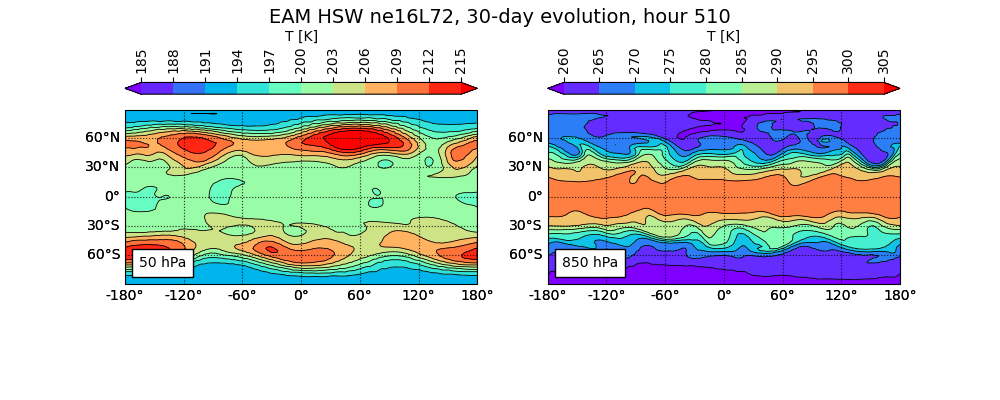 EAM HSW ne16L72, 30-day evolution, hour 510
T [K]
185 188 191 194 197 200 203 206 209 212 215
60°N
30°N
0°
30°S
60°S
50 hPa
-180° -120° -60° 0° 60° 120° 180°
T [K]
260 265 270 275 280 285 290 295 300 305
60°N
30°N
0°
30°S
60°S
850 hPa
-180° -120° -60° 0° 60° 120° 180°